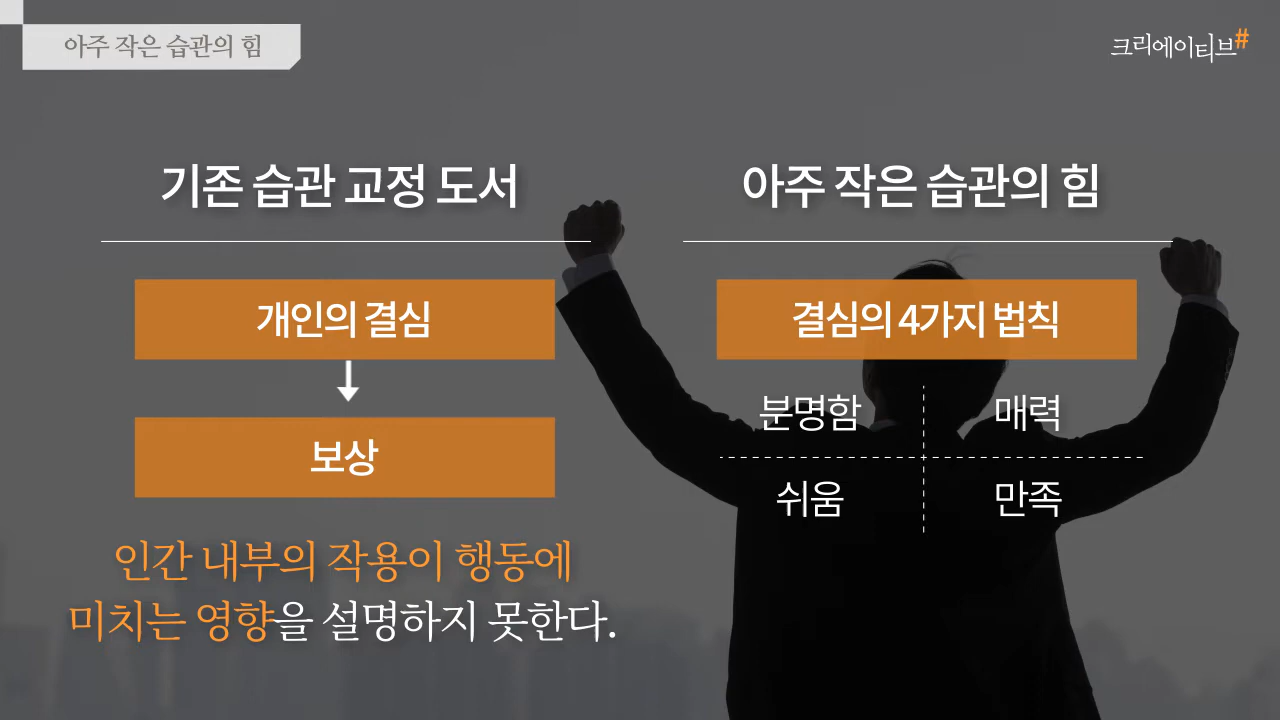 아주 작은 습관의 힘
크리에이티브#
기존 습관 교정 도서
개인의 결심
보상
인간 내부의 작용이 행동에
미치는 영향을 설명하지 못한다.
아주 작은 습관의 힘
결심의 4가지 법칙
분명함 매력
쉬움 만족